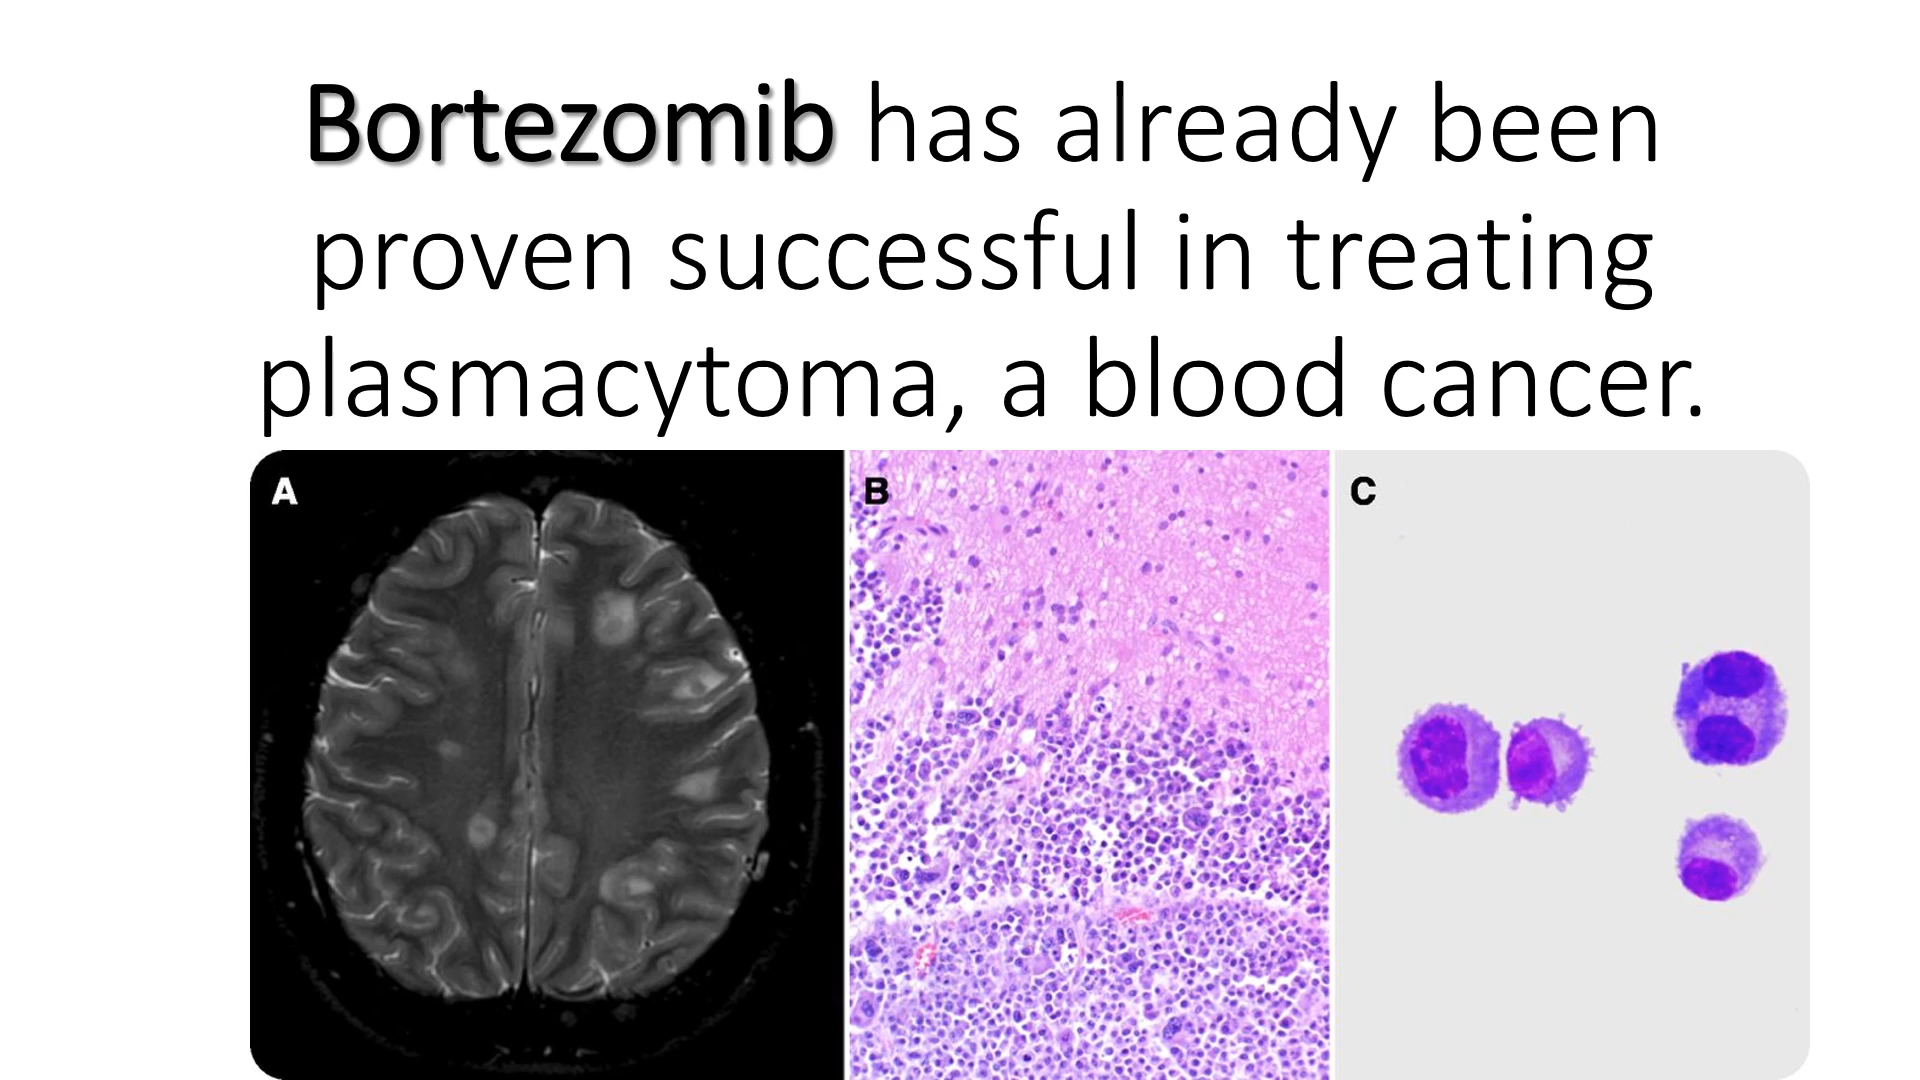 Bortezomib has already been
proven successful in treating
plasmacytoma, a blood cancer.
A
B
C